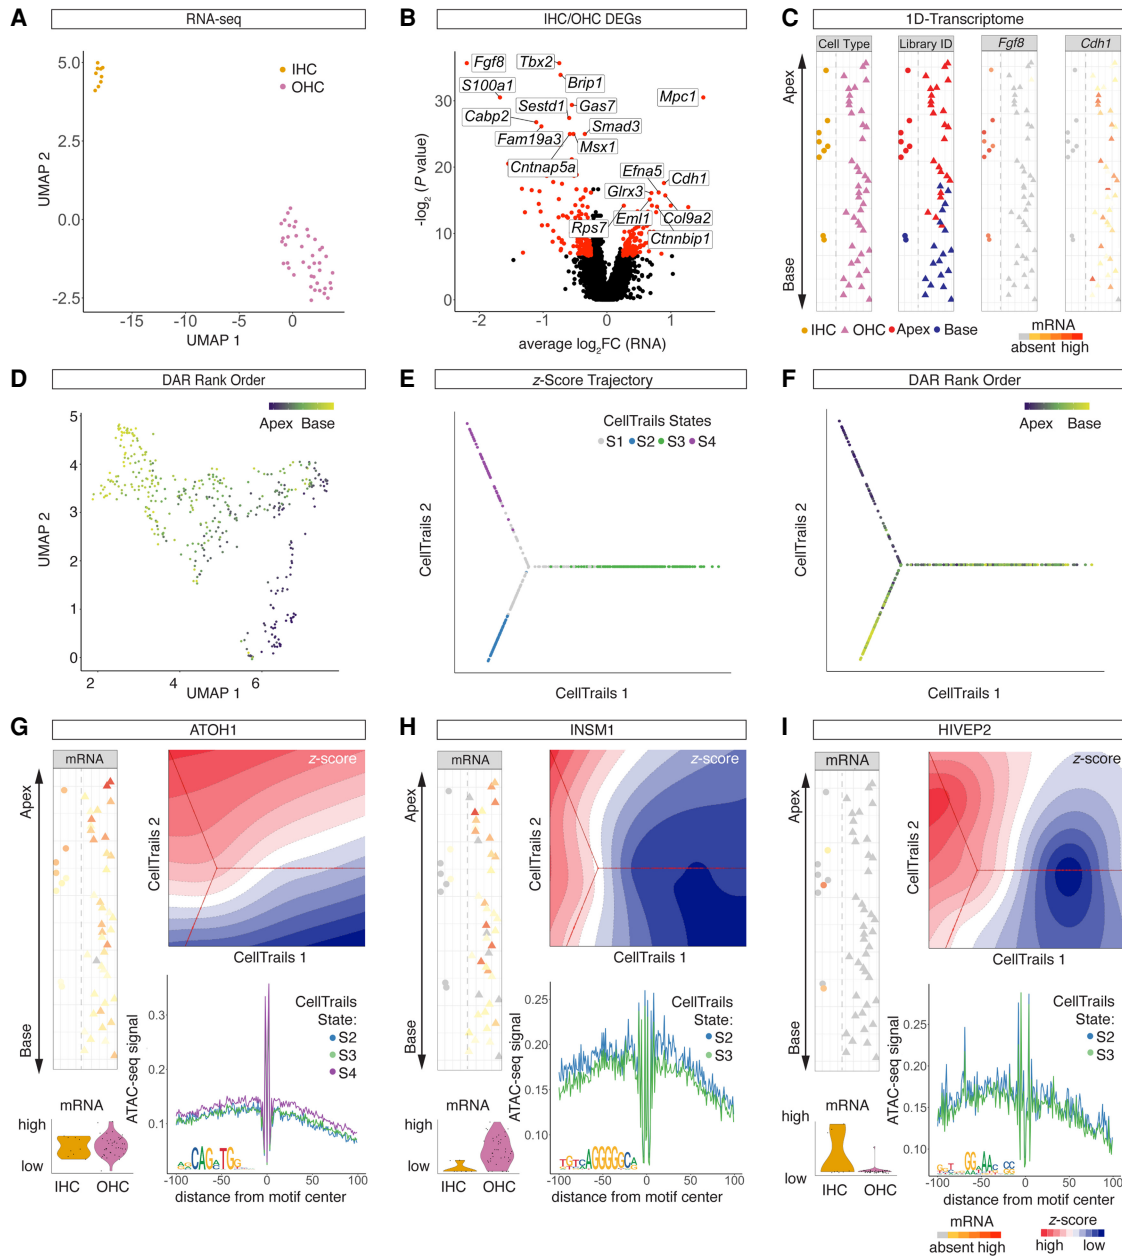 A
RNA-seq
5.0
2.5
0.0
-2.5
UMAP 2
IHC
OHC
-15
-10
-5
0
UMAP 1
B
IHC/OHC DEGs
Fgf8
Tbx2
Brip1
S100a1
Mpc1
Sestd1
Gas7
Cabp2
Smad3
Fam19a3
Msx1
Cntnap5a
Efna5
Cdh1
Glrx3
Rps7
Eml1
Col9a2
Ctnnbip1
30
20
10
0
-log2 (P value)
-2
-1
0
1
average log2FC (RNA)
C
1D-Transcriptome
Cell Type
Library ID
Fgf8
Cdh1
Apex
Base
IHC
OHC
Apex
Base
mRNA
absent high
D
DAR Rank Order
Apex Base
5
4
3
2
1
0
UMAP 2
2
4
6
UMAP 1
E
z-Score Trajectory
CellTrails States
S1
S2
S3
S4
CellTrails 2
CellTrails 1
F
DAR Rank Order
Apex Base
CellTrails 2
CellTrails 1
G
ATOH1
mRNA
Apex
Base
z-score
CellTrails 2
CellTrails 1
CellTrails
State:
S2
S3
S4
0.3
0.2
0.1
ATAC-seq signal
mRNA
high
low
IHC
OHC
-100
-50
0
50
100
distance from motif center
H
INSM1
mRNA
Apex
Base
z-score
CellTrails 2
CellTrails 1
CellTrails
State:
S2
S3
0.25
0.20
0.15
0.10
ATAC-seq signal
mRNA
high
low
IHC
OHC
-100
-50
0
50
100
distance from motif center
I
HIVEP2
mRNA
Apex
Base
z-score
CellTrails 2
CellTrails 1
CellTrails
State:
S2
S3
0.25
0.20
0.15
0.10
ATAC-seq signal
mRNA
high
low
IHC
OHC
-100
-50
0
50
100
distance from motif center
mRNA
absent high
z-score
high
low